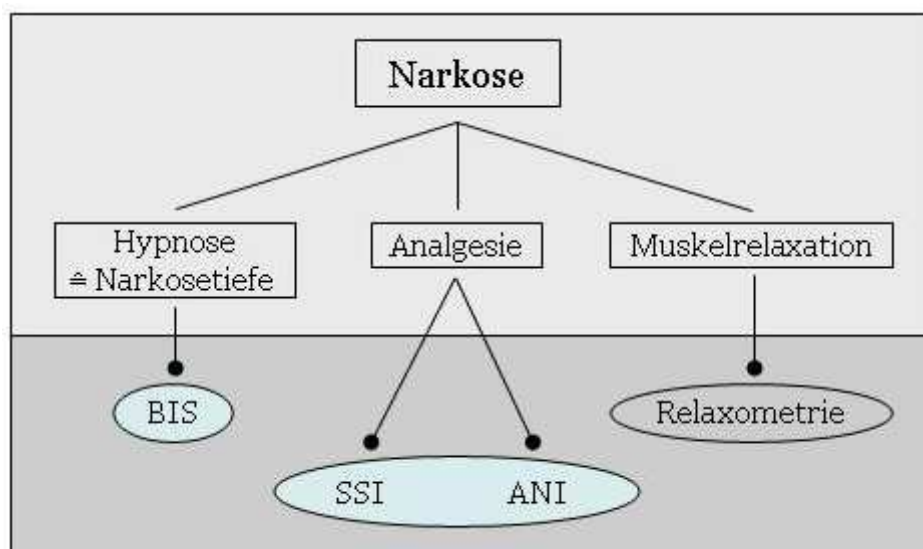 Narkose
Hypnose
≙ Narkosetiefe
Analgesie
Muskelrelaxation
BIS
Relaxometrie
SSI ANI